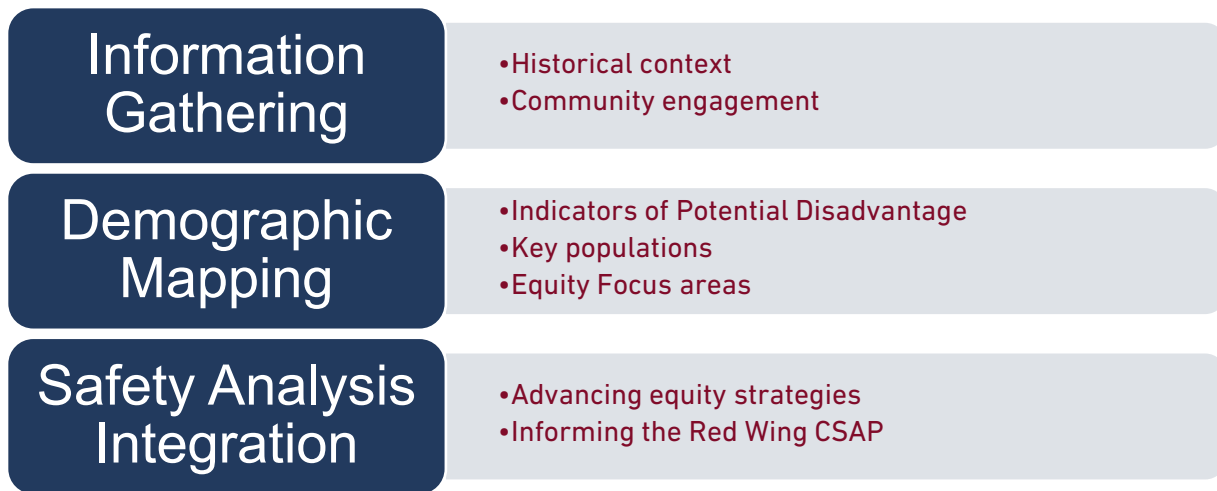 Information
Gathering
•Historical context
•Community engagement
Demographic
Mapping
•Indicators of Potential Disadvantage
•Key populations
•Equity Focus areas
Safety Analysis
Integration
•Advancing equity strategies
•Informing the Red Wing CSAP